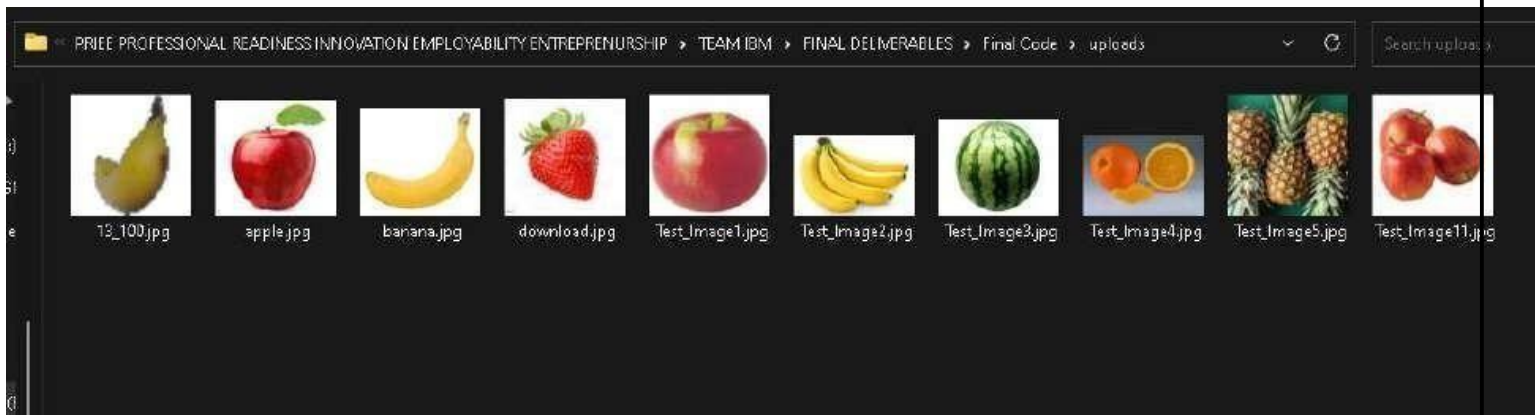 « PRIEE PROFESSIONAL READINESS INNOVATION EMPLOYABILITY ENTREPRENURSHIP > TEAM IBM > FINAL DELIVERABLES > Final Code > uploads Search uploads
13_100.jpg apple.jpg banana.jpg download.jpg Test_Image1.jpg Test_Image2.jpg Test_Image3.jpg Test_Image4.jpg Test_Image5.jpg Test_Image11.jpg